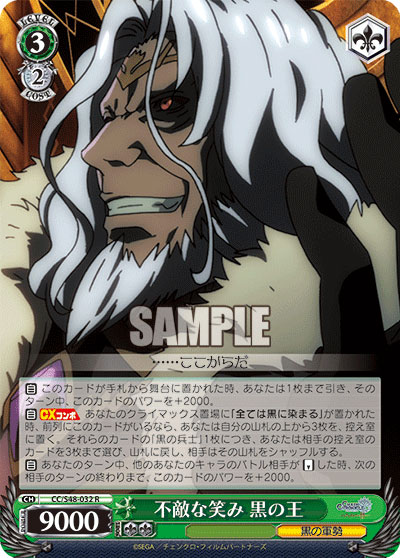 LEVEL
3
2
COST
SAMPLE
……ここからだ
自 このカードが手札から舞台に置かれた時、あなたは1枚まで引き、そのターン中、このカードのパワーを+2000。
自 CXコンボ あなたのクライマックス置場に「全ては黒に染まる」が置かれた時、前列にこのカードがいるなら、あなたは自分の山札の上から3枚を、控え室に置く。それらのカードの「黒の兵士」1枚につき、あなたは相手の控え室のカードを3枚まで選び、山札に戻し、相手はその山札をシャッフルする。
自 あなたのターン中、他のあなたのキャラのバトル相手が した時、次の相手のターンの終わりまで、このカードのパワーを+2000。
CH CC/S48-032 R
POWER
9000
不敵な笑み 黒の王
黒の軍勢
©SEGA / チェンクロ・フィルムパートナーズ